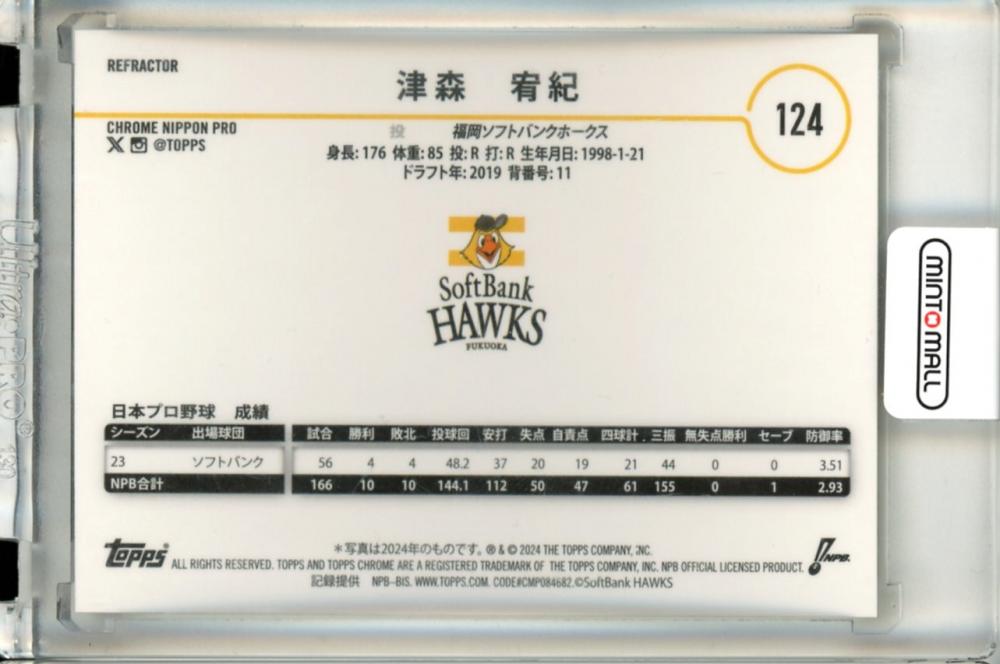 REFRACTOR
津森 宥紀
124
CHROME NIPPON PRO
@TOPPS
投 福岡ソフトバンクホークス
身長: 176 体重: 85 投: R 打: R 生年月日: 1998-1-21
ドラフト年: 2019 背番号: 11
SoftBank
HAWKS
FUKUOKA
MINT MALL
日本プロ野球 成績
シーズン 出場球団 試合 勝利 敗北 投球回 安打 失点 自責点 四球計 三振 無失点勝利 セーブ 防御率
23 ソフトバンク 56 4 4 48.2 37 20 19 21 44 0 0 3.51
NPB合計 166 10 10 144.1 112 50 47 61 155 0 1 2.93
topps
＊写真は2024年のものです。 ® & © 2024 THE TOPPS COMPANY, INC.
ALL RIGHTS RESERVED. TOPPS AND TOPPS CHROME ARE A REGISTERED TRADEMARK OF THE TOPPS COMPANY, INC. NPB OFFICIAL LICENSED PRODUCT.
NPB.
記録提供 NPB-BIS. WWW.TOPPS.COM. CODE#CMP084682. ©SoftBank HAWKS